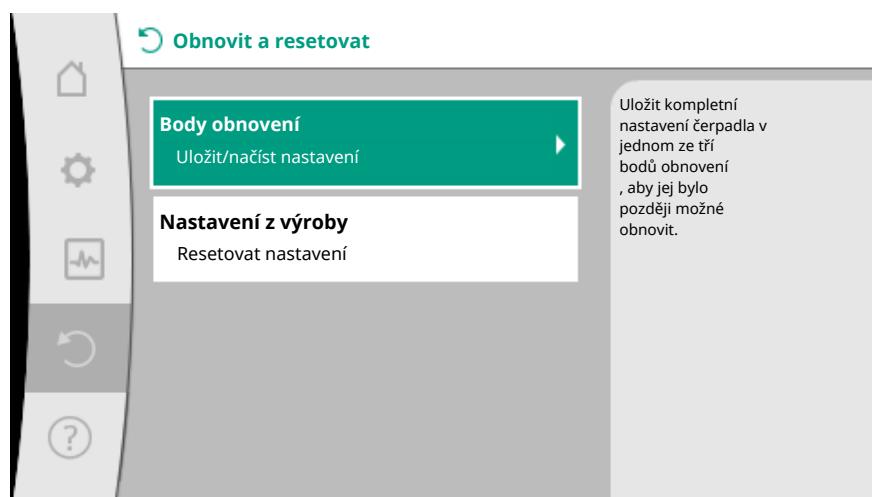 Obnovit a resetovat
Body obnovení
Uložit/načíst nastavení
Nastavení z výroby
Resetovat nastavení
Uložit kompletní
nastavení čerpadla v
jednom ze tří
bodů obnovení
, aby jej bylo
později možné
obnovit.
?